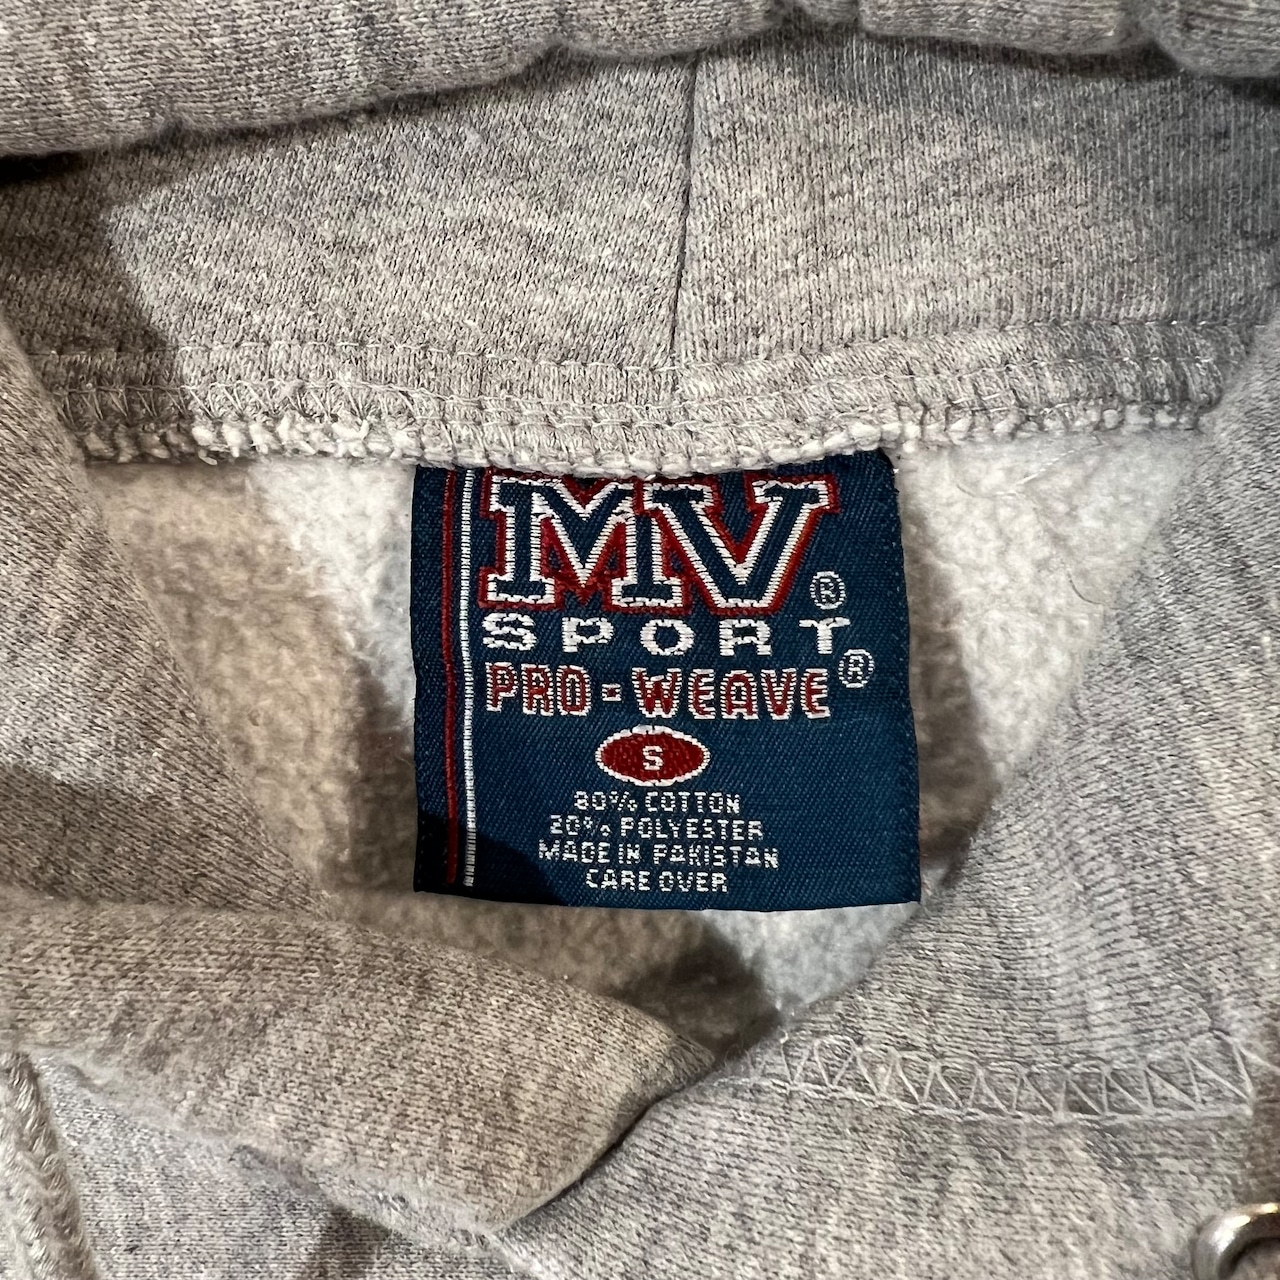 MV®
SPORT
PRO-WEAVE®
S
80% COTTON
20% POLYESTER
MADE IN PAKISTAN
CARE OVER